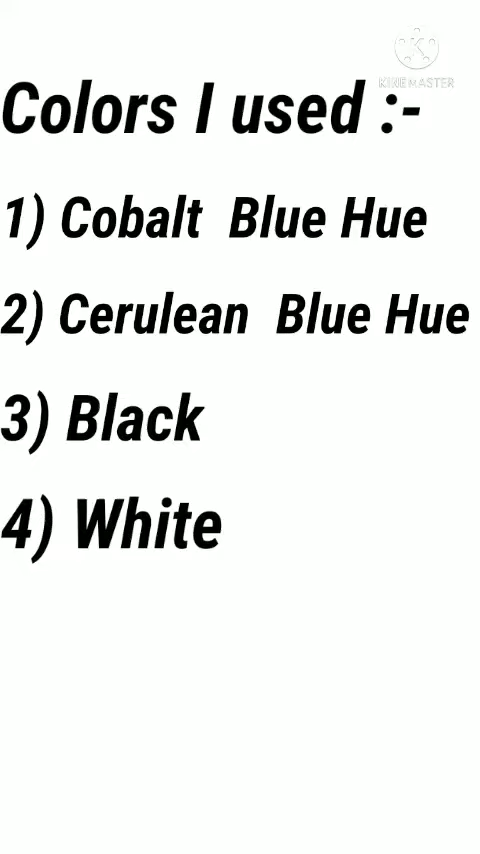 KINEMASTER
Colors I used :-
1) Cobalt Blue Hue
2) Cerulean Blue Hue
3) Black
4) White